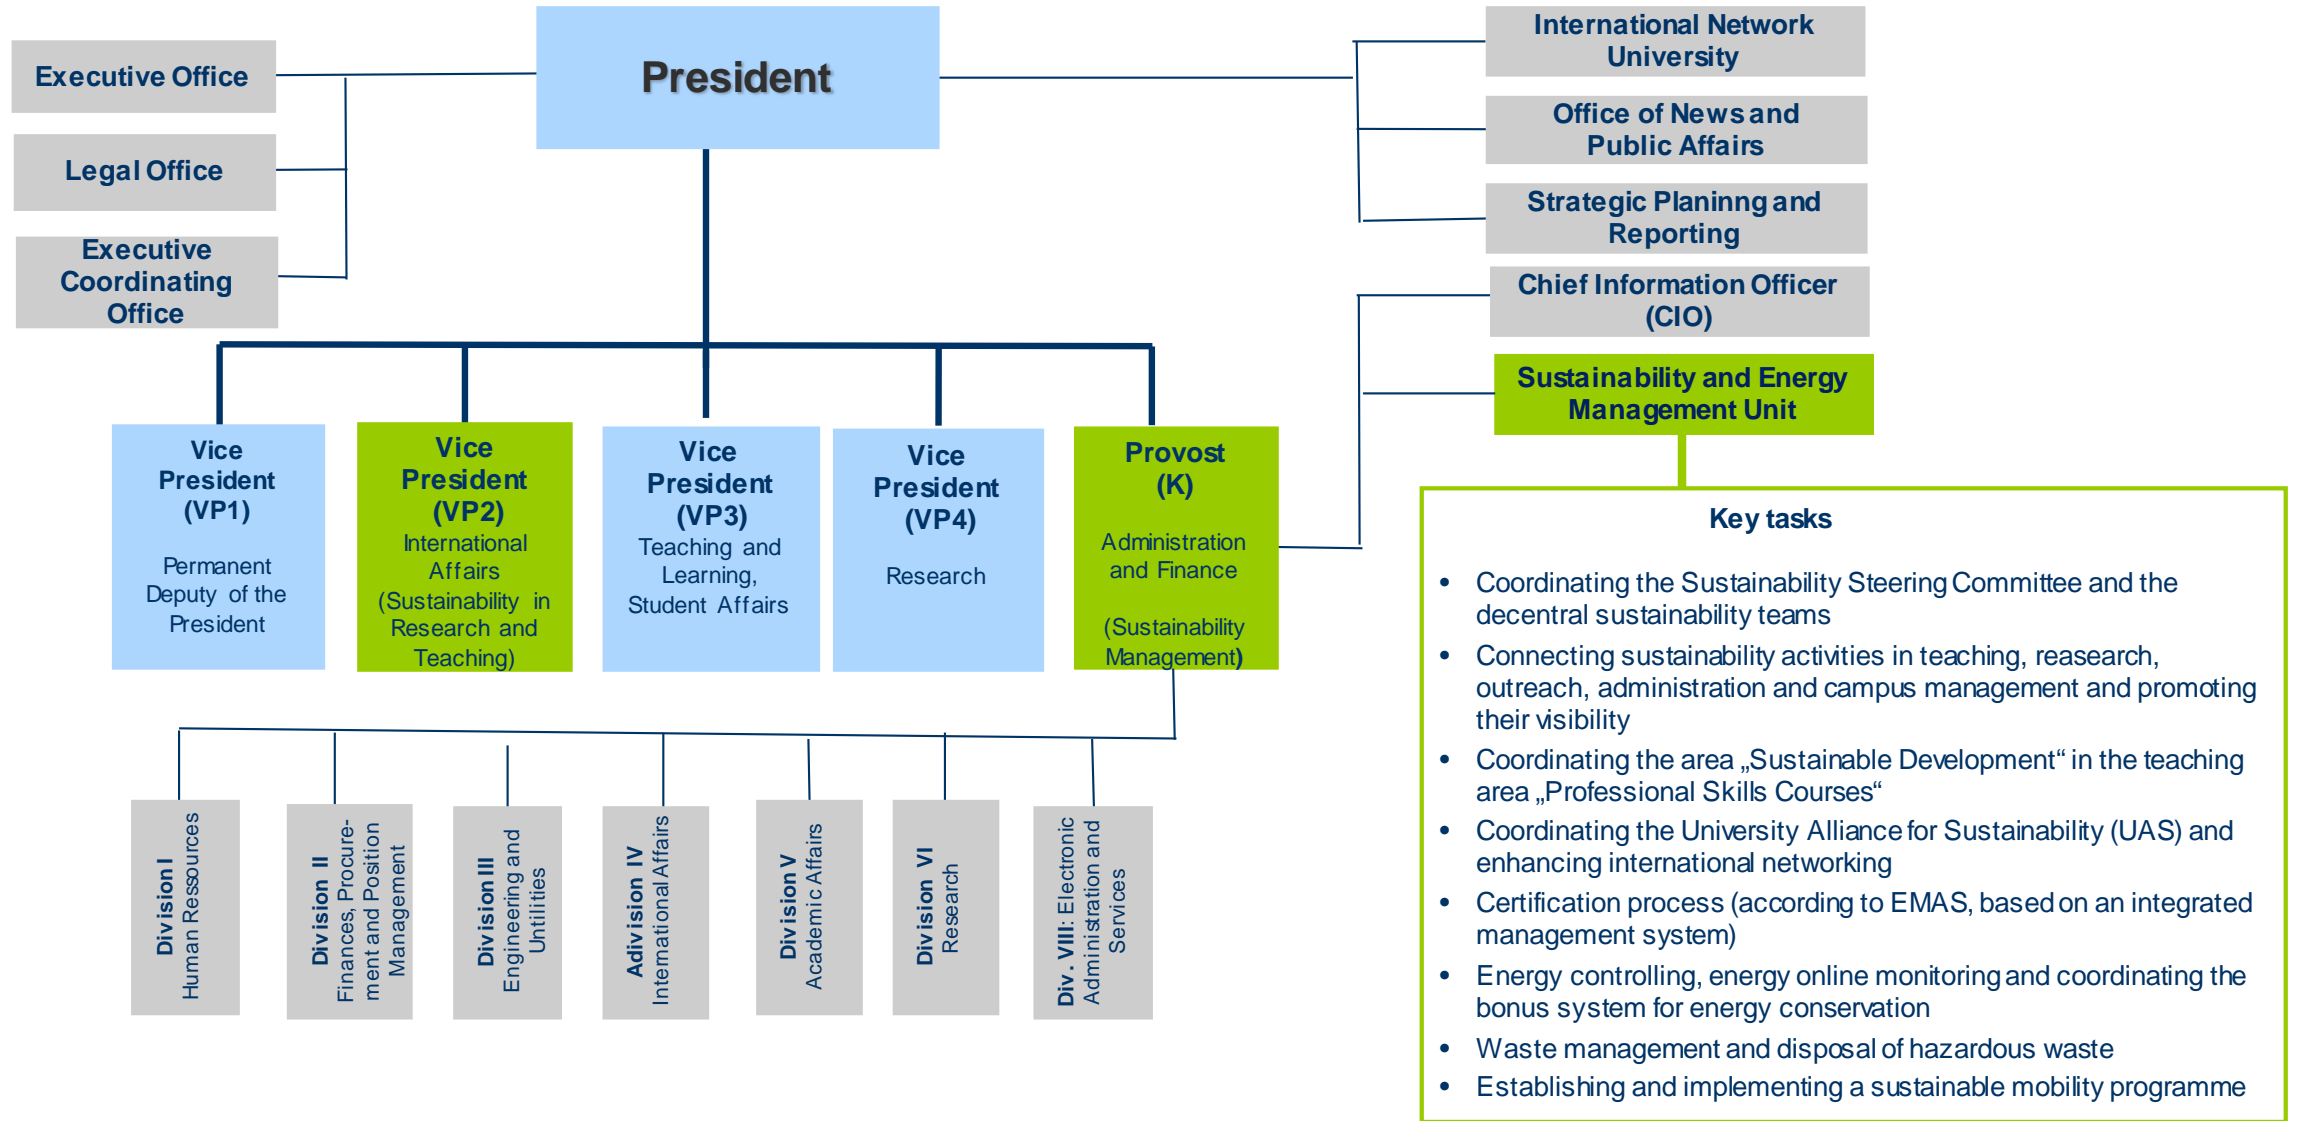 President
Executive Office
Legal Office
Executive
Coordinating
Office
International Network
University
Office of News and
Public Affairs
Strategic Planinng and
Reporting
Chief Information Officer
(CIO)
Sustainability and Energy
Management Unit
Vice
President
(VP1)
Permanent
Deputy of the
President
Vice
President
(VP2)
International
Affairs
(Sustainability in
Research and
Teaching)
Vice
President
(VP3)
Teaching and
Learning,
Student Affairs
Vice
President
(VP4)
Research
Provost
(K)
Administration
and Finance
(Sustainability
Management)
Division I
Human Ressources
Division II
Finances, Procure-
ment and Position
Management
Division III
Engineering and
Untilities
Adivision IV
International Affairs
Division V
Academic Affairs
Division VI
Research
Div. VIII: Electronic
Administration and
Services
Key tasks
• Coordinating the Sustainability Steering Committee and the
decentral sustainability teams
• Connecting sustainability activities in teaching, reasearch,
outreach, administration and campus management and promoting
their visibility
• Coordinating the area „Sustainable Development“ in the teaching
area „Professional Skills Courses“
• Coordinating the University Alliance for Sustainability (UAS) and
enhancing international networking
• Certification process (according to EMAS, based on an integrated
management system)
• Energy controlling, energy online monitoring and coordinating the
bonus system for energy conservation
• Waste management and disposal of hazardous waste
• Establishing and implementing a sustainable mobility programme